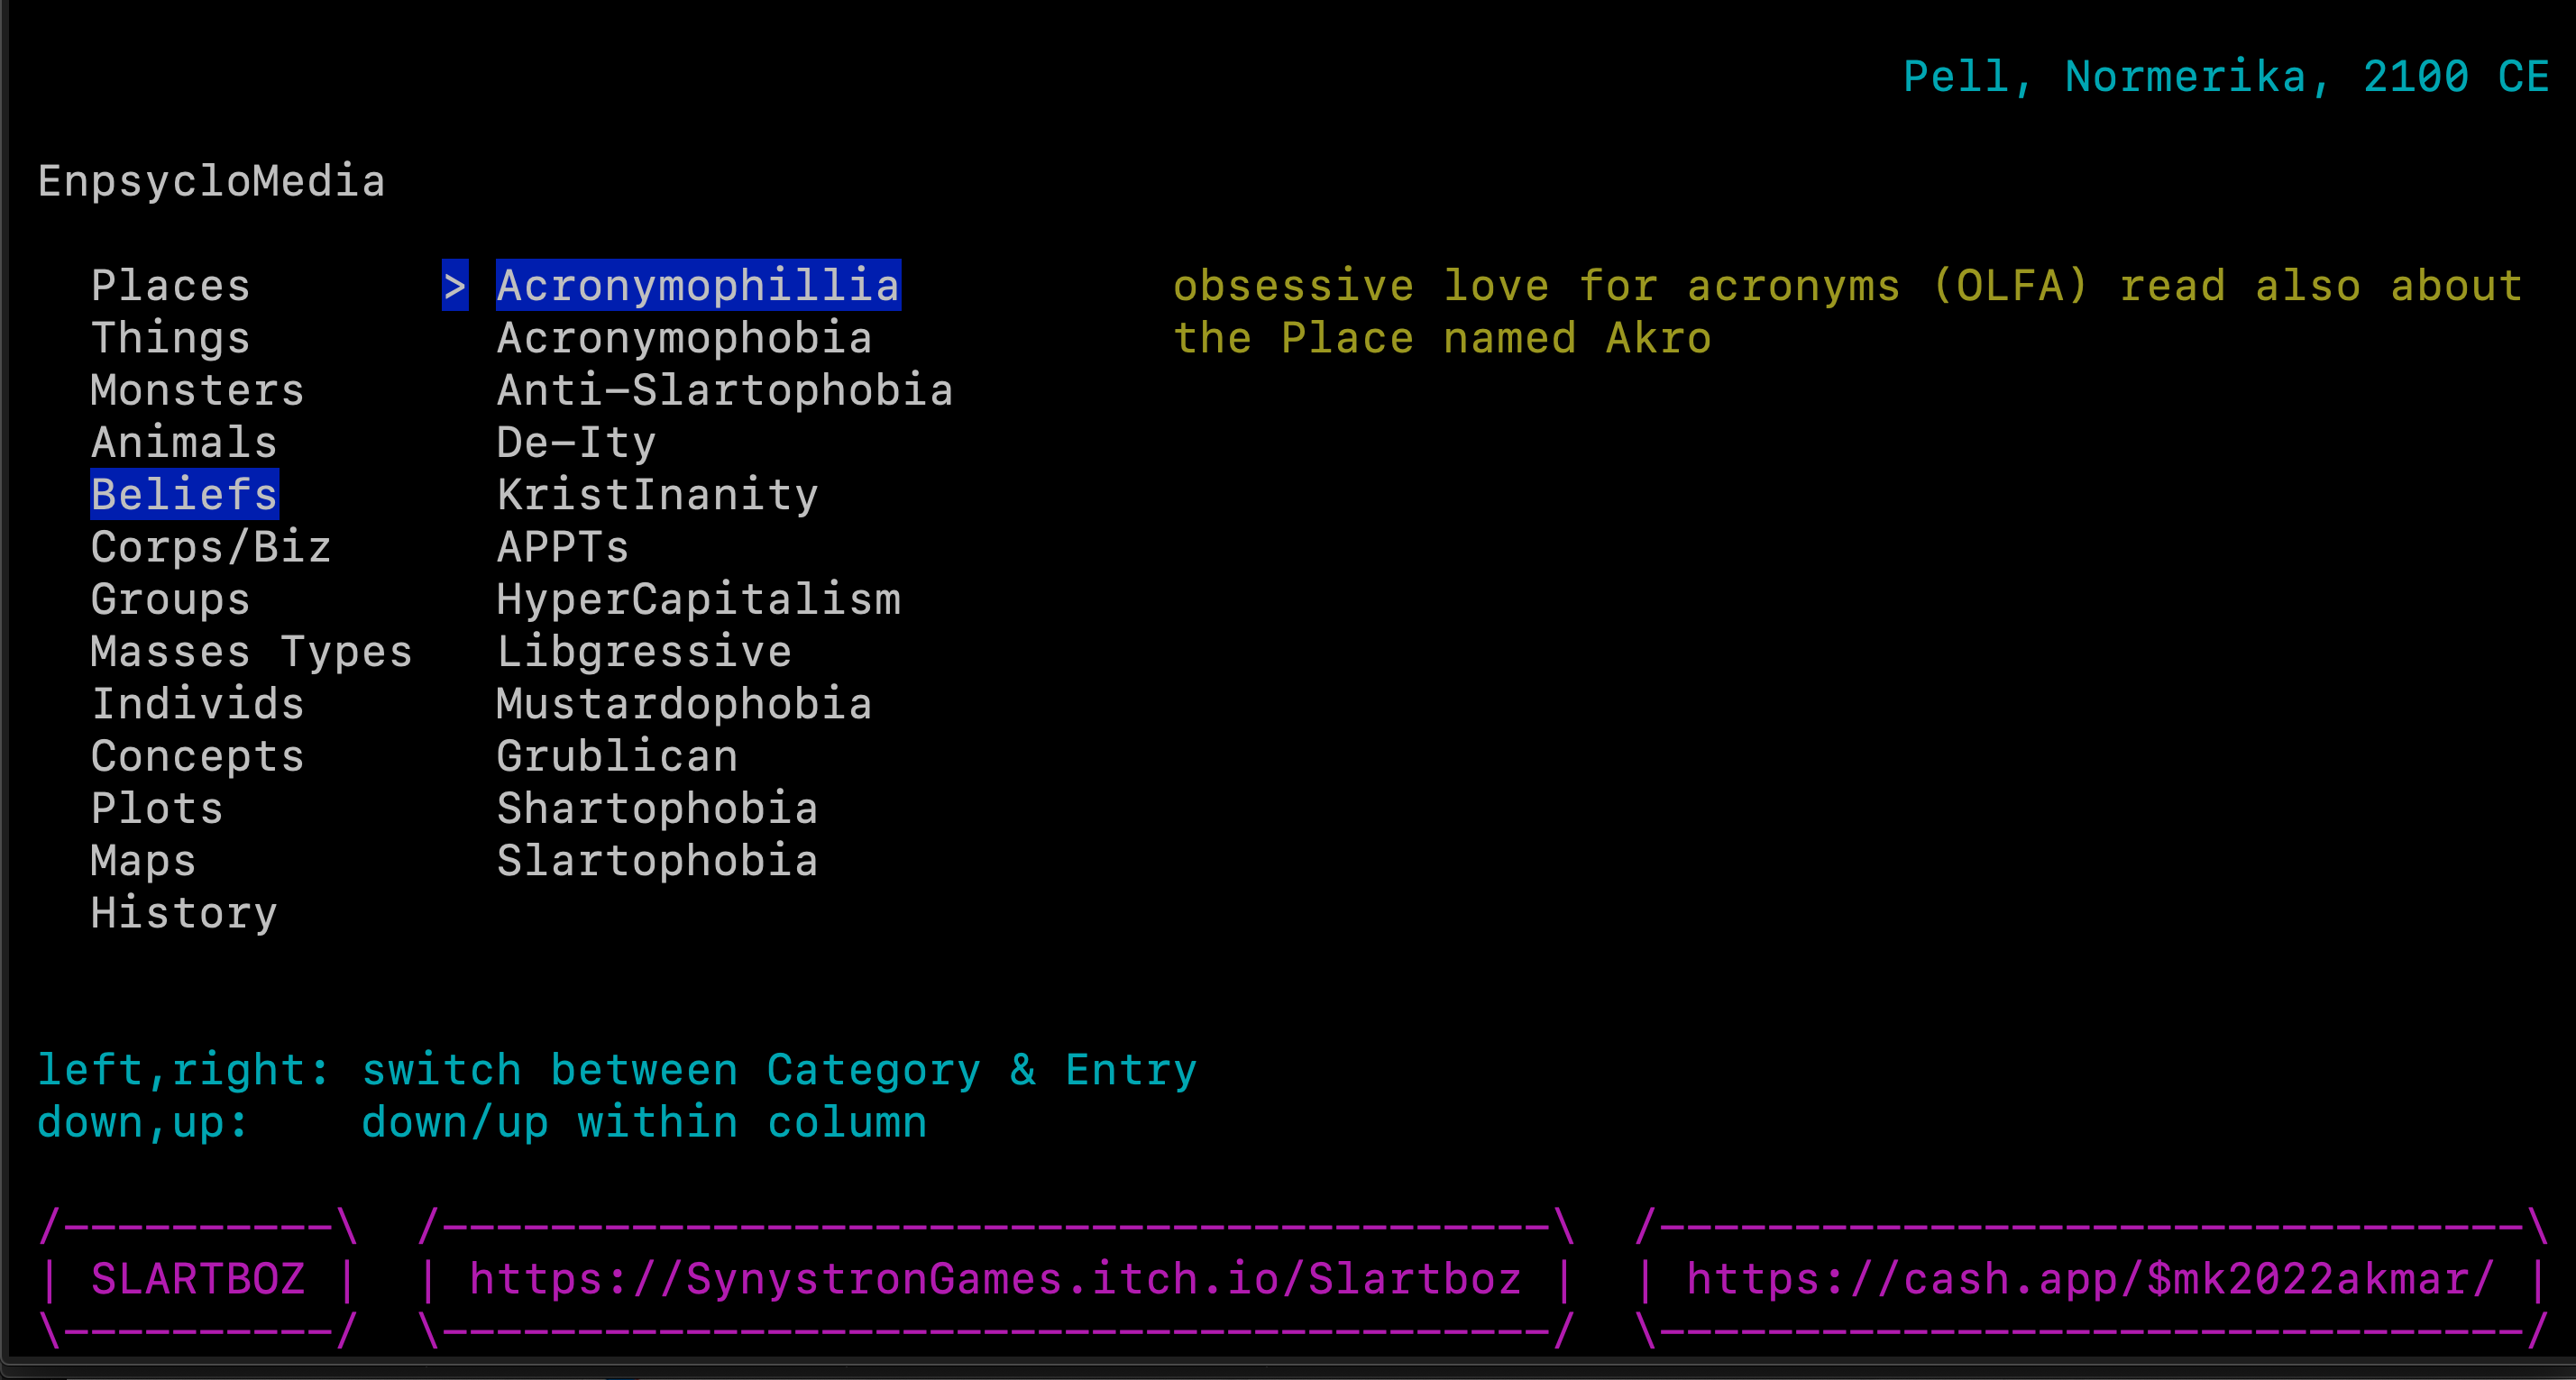 Pell, Normerika, 2100 CE
EnpsycloMedia
Places > Acronymophillia obsessive love for acronyms (OLFA) read also about
Things Acronymophobia the Place named Akro
Monsters Anti-Slartophobia
Animals De-Ity
Beliefs KristInanity
Corps/Biz APPTs
Groups HyperCapitalism
Masses Types Libgressive
Individs Mustardophobia
Concepts Grublican
Plots Shartophobia
Maps Slartophobia
History
left,right: switch between Category & Entry
down,up: down/up within column
/----------\ /-----------------------------------------\ /--------------------------------\
| SLARTBOZ | | https://SynystronGames.itch.io/Slartboz | | https://cash.app/$mk2022akmar/ |
\----------/ \-----------------------------------------/ \--------------------------------/